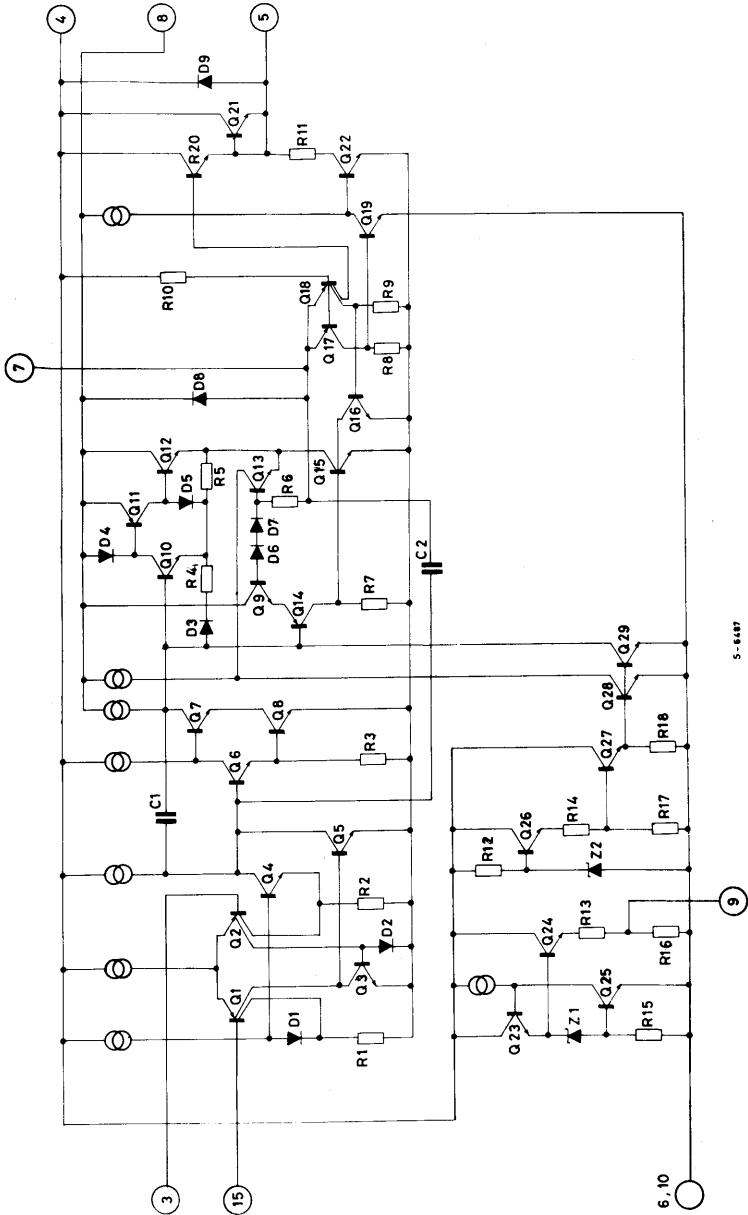 4
8
5
D9
Q21
R20
R11
Q22
Q19
R10
Q18
R9
Q17
R8
7
D8
Q16
Q12
Q11
D5
R5
Q13
R6
Q15
D4
Q10
R4
D7
D6
Q9
Q14
D3
R7
C2
Q7
Q8
C1
Q6
R3
Q5
Q4
R2
Q2
D2
Q3
Q1
D1
R1
3
15
Q29
Q28
Q27
R18
R12
Q26
R14
R17
Z2
Q24
R13
R16
9
Q25
Q23
Z1
R15
6,10
5-6487